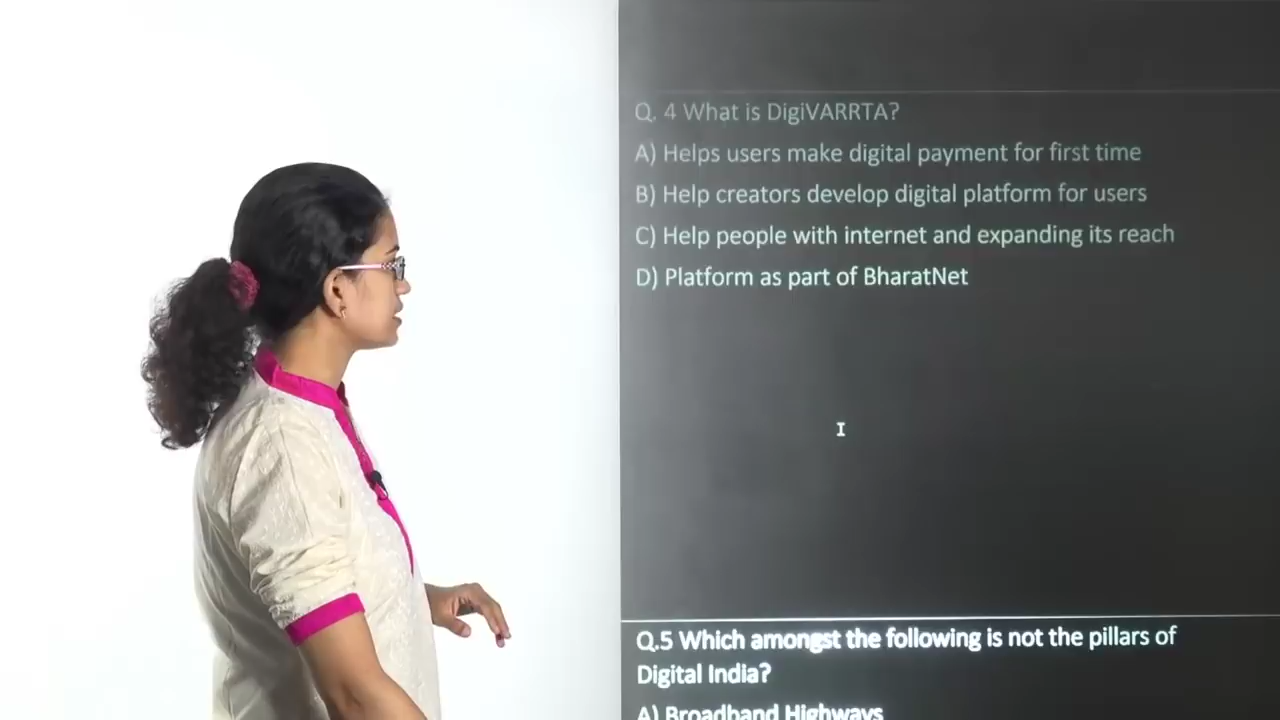 Q. 4 What is DigiVARRTA?
A) Helps users make digital payment for first time
B) Help creators develop digital platform for users
C) Help people with internet and expanding its reach
D) Platform as part of BharatNet
Q.5 Which amongst the following is not the pillars of
Digital India?
A) Broadband Highways